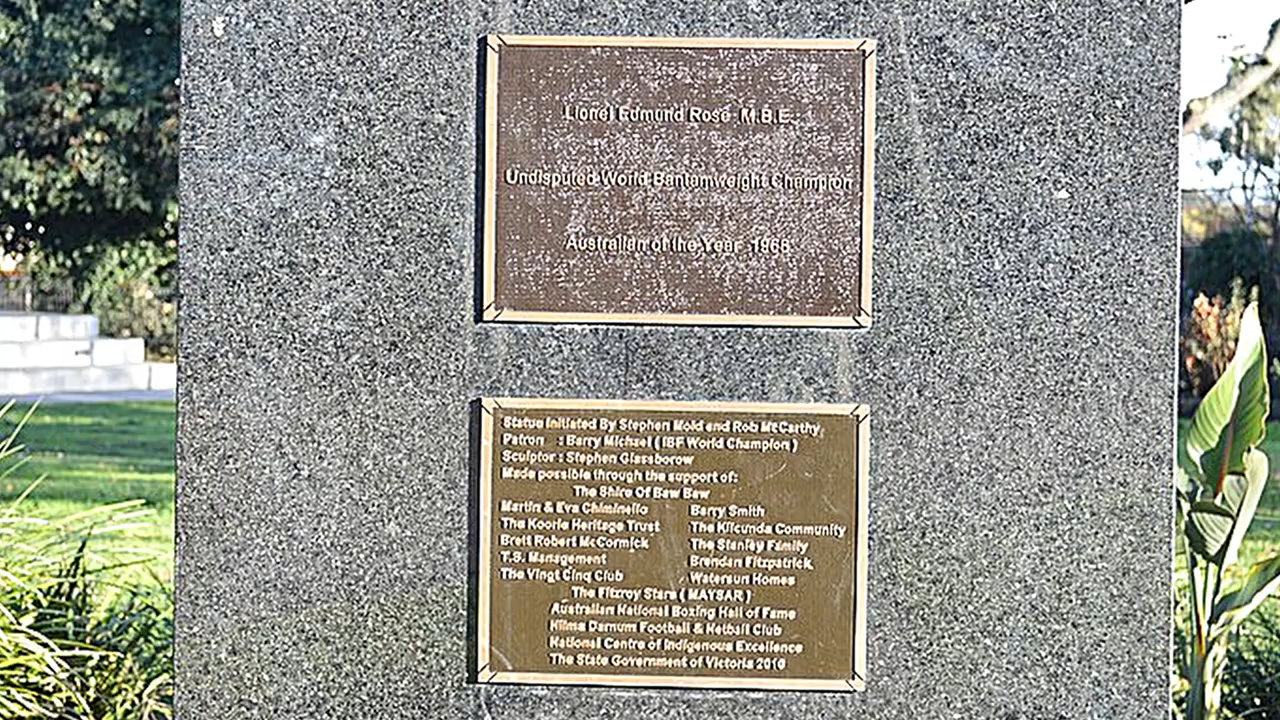 Lionel Edmund Rose M.B.E.
Undisputed World Bantamweight Champion
Australian of the Year 1968
Statue Initiated By Stephen Mold and Rob McCarthy
Patron : Barry Michael ( IBF World Champion )
Sculptor : Stephen Glassborow
Made possible through the support of:
The Shire Of Baw Baw
Martin & Eva Chiminello Barry Smith
The Koorie Heritage Trust The Kilcunda Community
Brett Robert McCormick The Stanley Family
T.S. Management Brendan Fitzpatrick
The Vingt Cinq Club Watersun Homes
The Fitzroy Stars ( MAYSAR )
Australian National Boxing Hall of Fame
Nilma Darnum Football & Netball Club
National Centre of Indigenous Excellence
The State Government of Victoria 2010